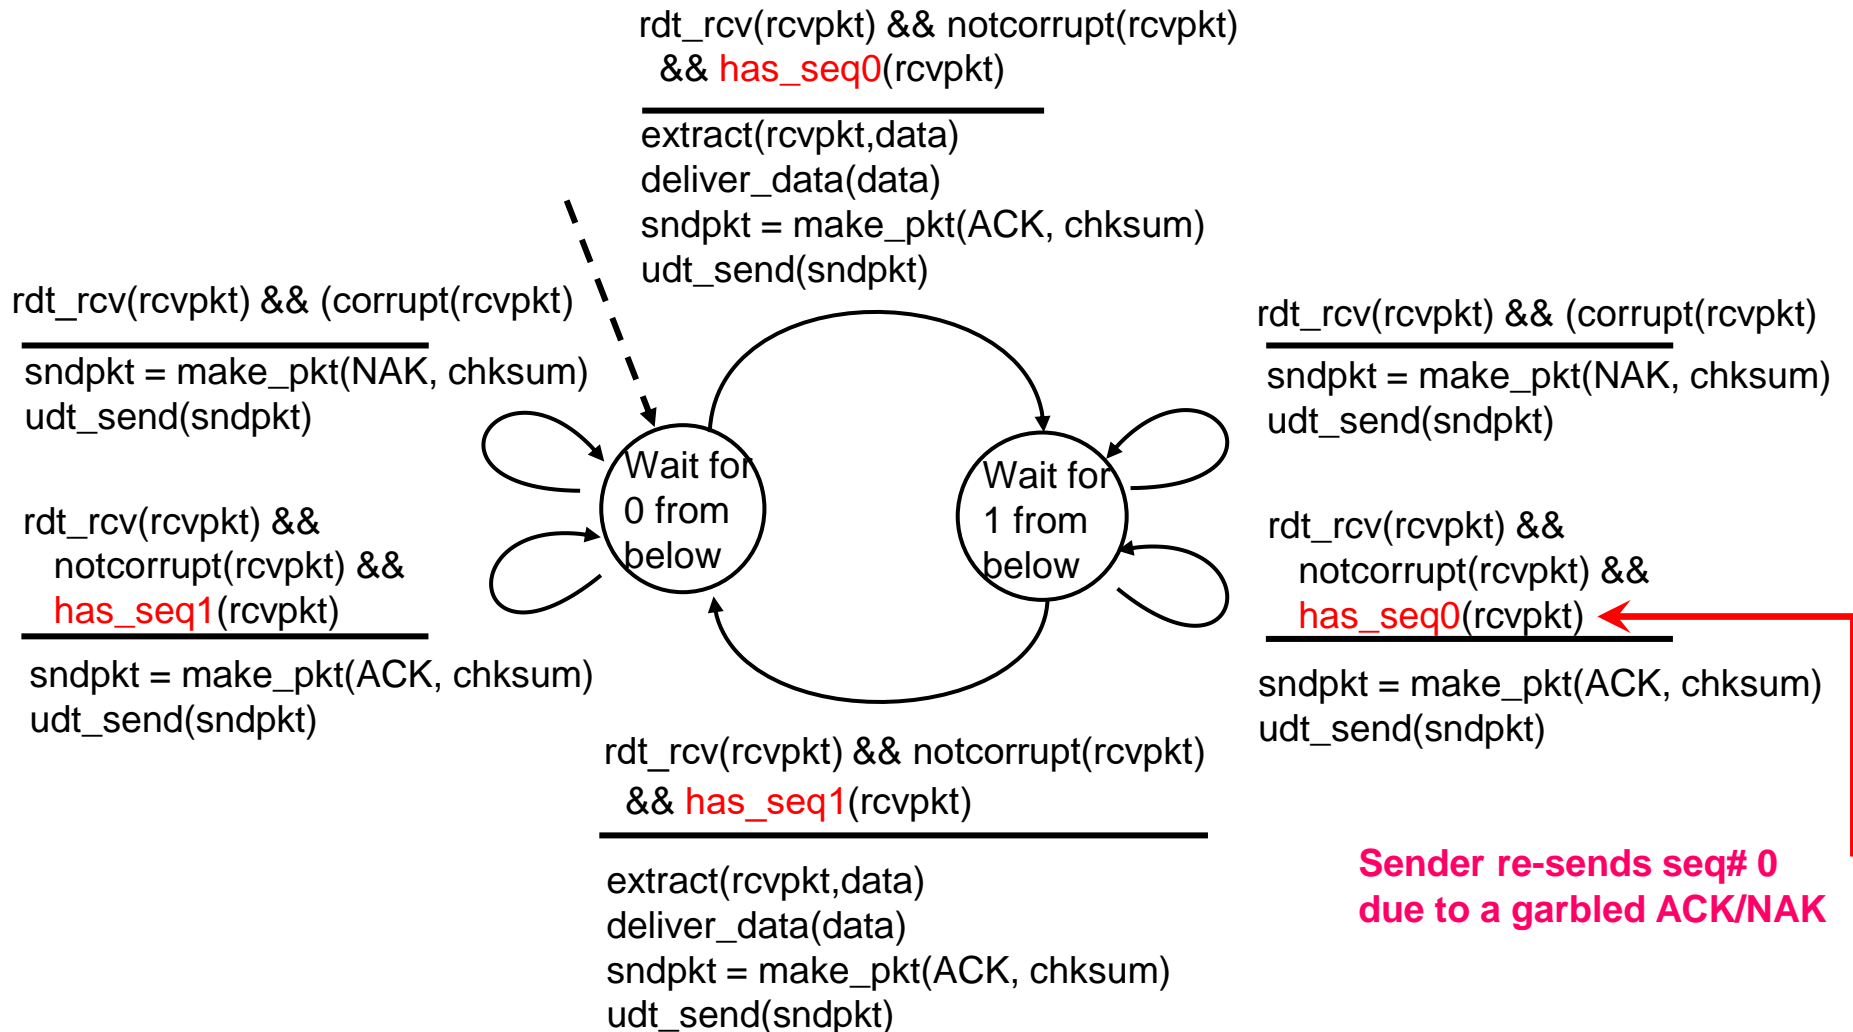 rdt_rcv(rcvpkt) && notcorrupt(rcvpkt)
&& has_seq0(rcvpkt)
extract(rcvpkt,data)
deliver_data(data)
sndpkt = make_pkt(ACK, chksum)
udt_send(sndpkt)
rdt_rcv(rcvpkt) && (corrupt(rcvpkt)
sndpkt = make_pkt(NAK, chksum)
udt_send(sndpkt)
rdt_rcv(rcvpkt) &&
notcorrupt(rcvpkt) &&
has_seq1(rcvpkt)
sndpkt = make_pkt(ACK, chksum)
udt_send(sndpkt)
Wait for
0 from
below
Wait for
1 from
below
rdt_rcv(rcvpkt) && (corrupt(rcvpkt)
sndpkt = make_pkt(NAK, chksum)
udt_send(sndpkt)
rdt_rcv(rcvpkt) &&
notcorrupt(rcvpkt) &&
has_seq0(rcvpkt)
sndpkt = make_pkt(ACK, chksum)
udt_send(sndpkt)
rdt_rcv(rcvpkt) && notcorrupt(rcvpkt)
&& has_seq1(rcvpkt)
extract(rcvpkt,data)
deliver_data(data)
sndpkt = make_pkt(ACK, chksum)
udt_send(sndpkt)
Sender re-sends seq# 0
due to a garbled ACK/NAK